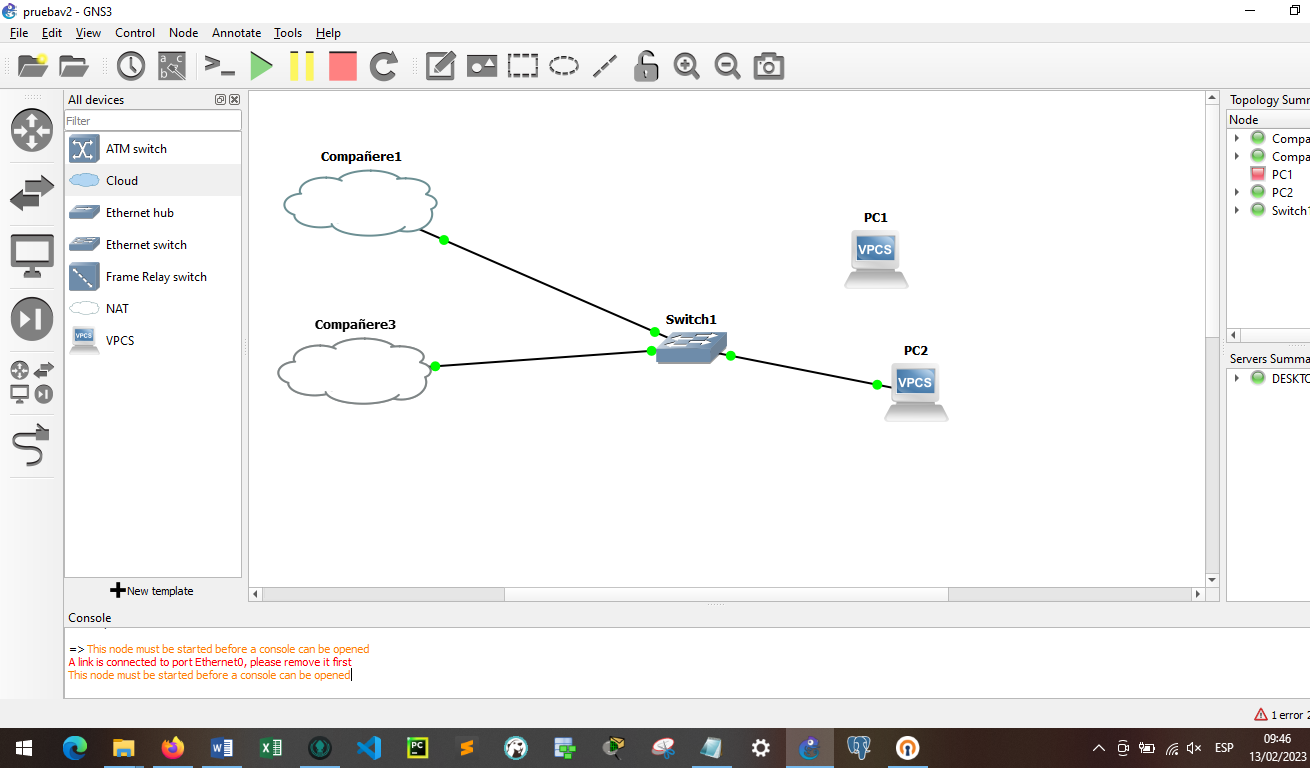 pruebav2 - GNS3
File Edit View Control Node Annotate Tools Help
All devices
Filter
ATM switch
Cloud
Ethernet hub
Ethernet switch
Frame Relay switch
NAT
VPCS
VPCS
New template
Compañere1
Compañere3
Switch1
PC1
VPCS
PC2
VPCS
Topology Summ
Node
Compa
Compa
PC1
PC2
Switch1
Servers Summa
DESKTO
Console
=> This node must be started before a console can be opened
A link is connected to port Ethernet0, please remove it first
This node must be started before a console can be opened
1 error 2
ESP
09:46
13/02/2023